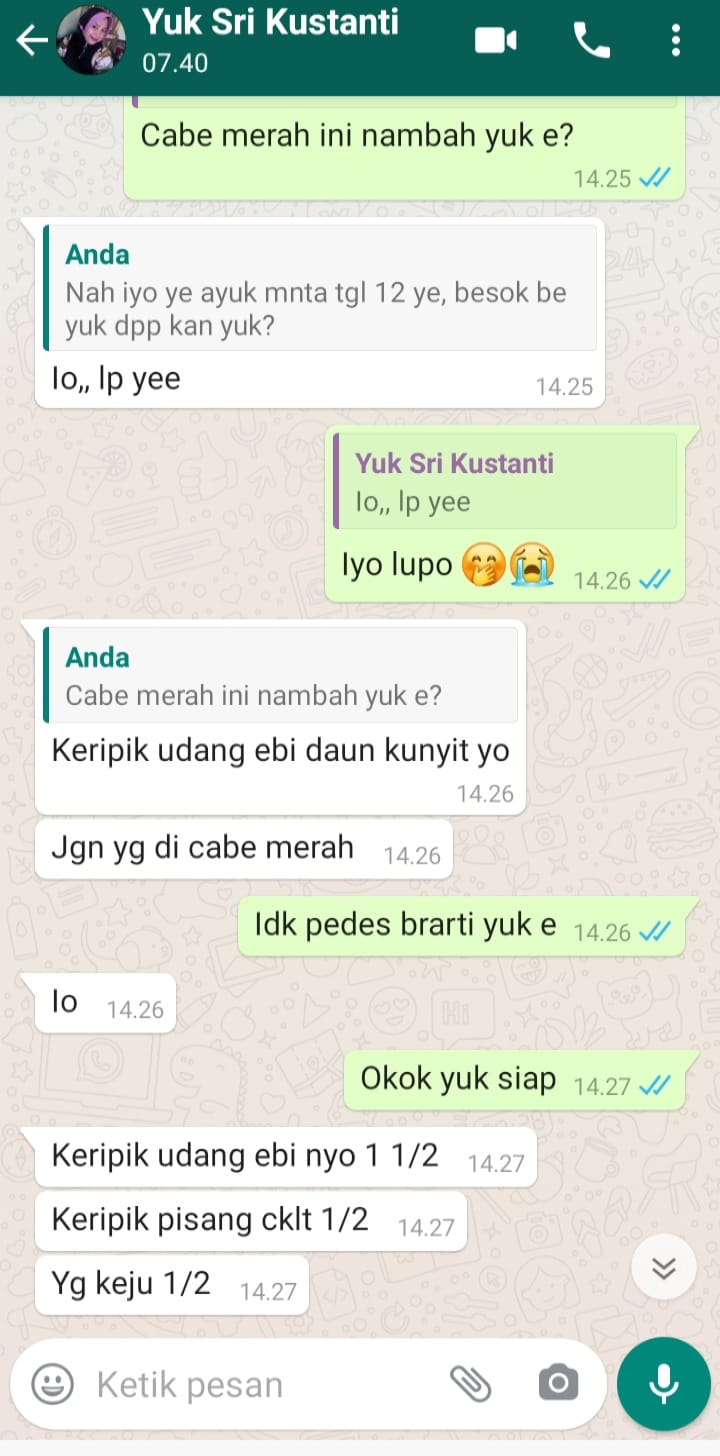 Yuk Sri Kustanti
07.40
Cabe merah ini nambah yuk e?
14.25
Anda
Nah iyo ye ayuk mnta tgl 12 ye, besok be
yuk dpp kan yuk?
Io,, lp yee
14.25
Yuk Sri Kustanti
Io,, lp yee
Iyo lupo 🤭😭
14.26
Anda
Cabe merah ini nambah yuk e?
Keripik udang ebi daun kunyit yo
14.26
Jgn yg di cabe merah 14.26
Idk pedes brarti yuk e 14.26
Io 14.26
Okok yuk siap 14.27
Keripik udang ebi nyo 1 1/2 14.27
Keripik pisang cklt 1/2 14.27
Yg keju 1/2 14.27
Ketik pesan